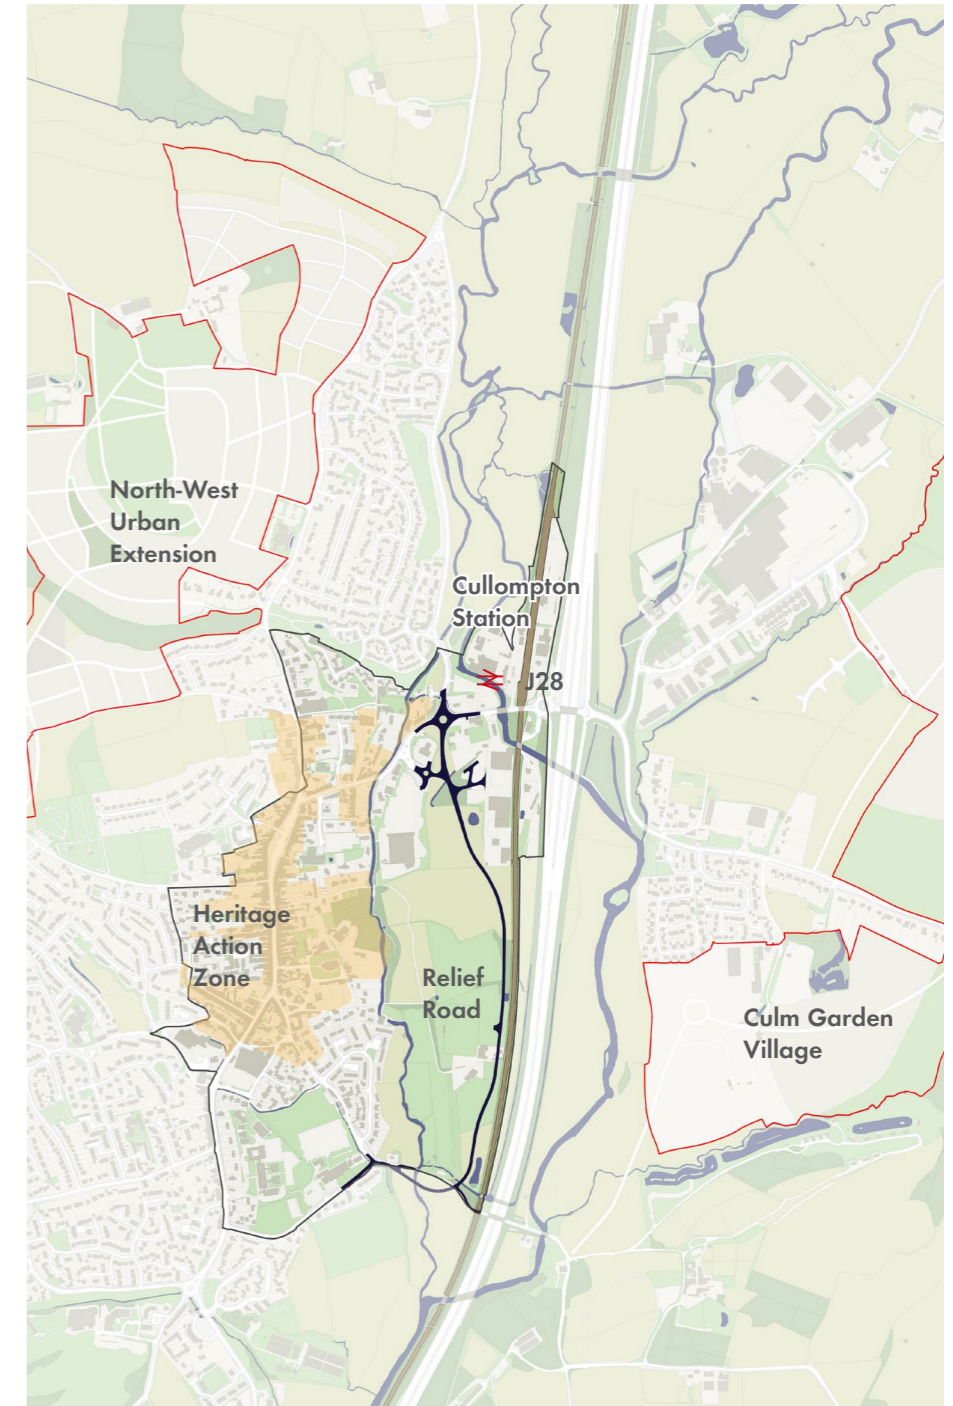 North-West
Urban
Extension
Cullompton
Station
J28
Heritage
Action
Zone
Relief
Road
Culm Garden
Village